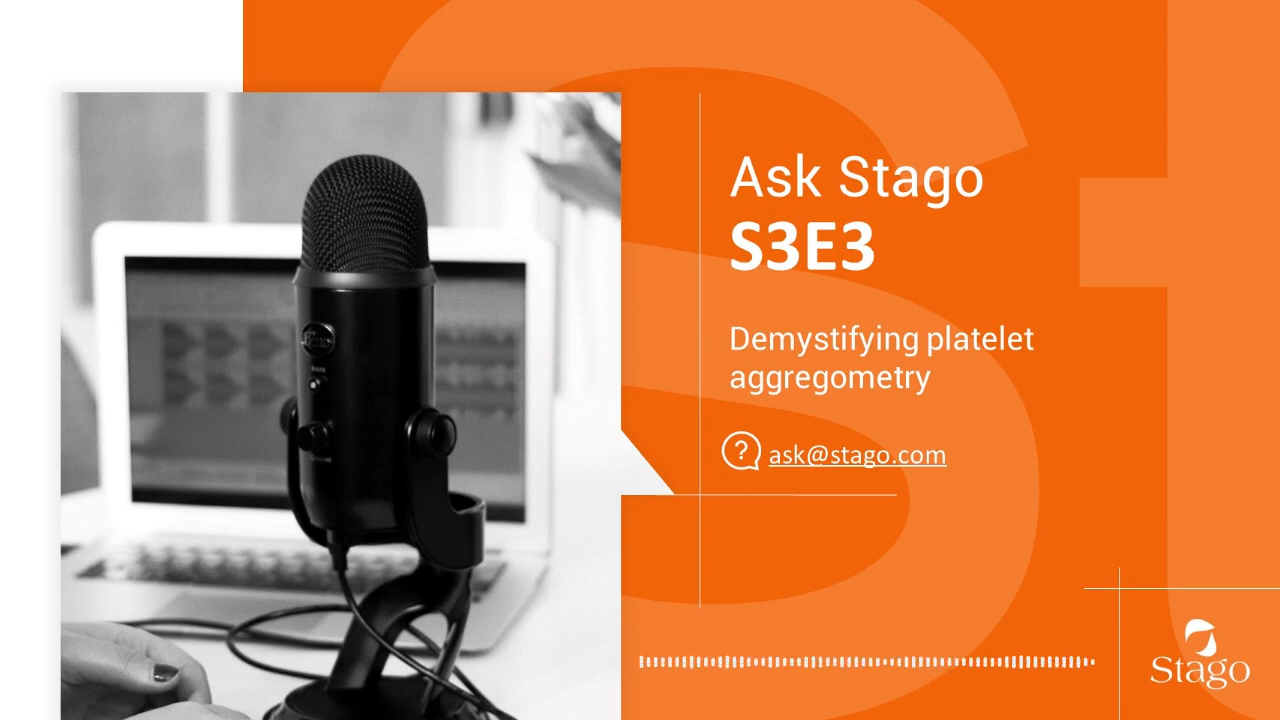 Ask Stago
S3E3
Demystifying platelet
aggregometry
? ask@stago.com
Stago